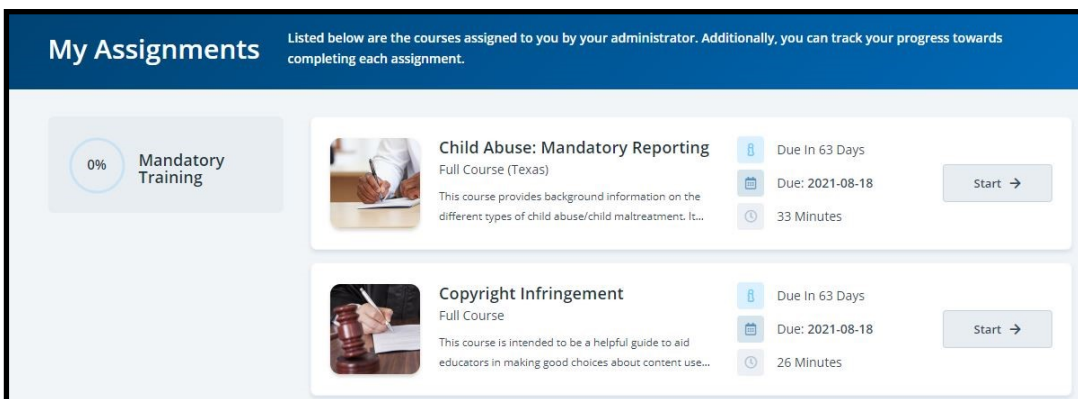 My Assignments
Listed below are the courses assigned to you by your administrator. Additionally, you can track your progress towards
completing each assignment.
0%
Mandatory
Training
Child Abuse: Mandatory Reporting
Full Course (Texas)
This course provides background information on the
different types of child abuse/child maltreatment. It...
Due In 63 Days
Due: 2021-08-18
33 Minutes
Start →
Copyright Infringement
Full Course
This course is intended to be a helpful guide to aid
educators in making good choices about content use...
Due In 63 Days
Due: 2021-08-18
26 Minutes
Start →